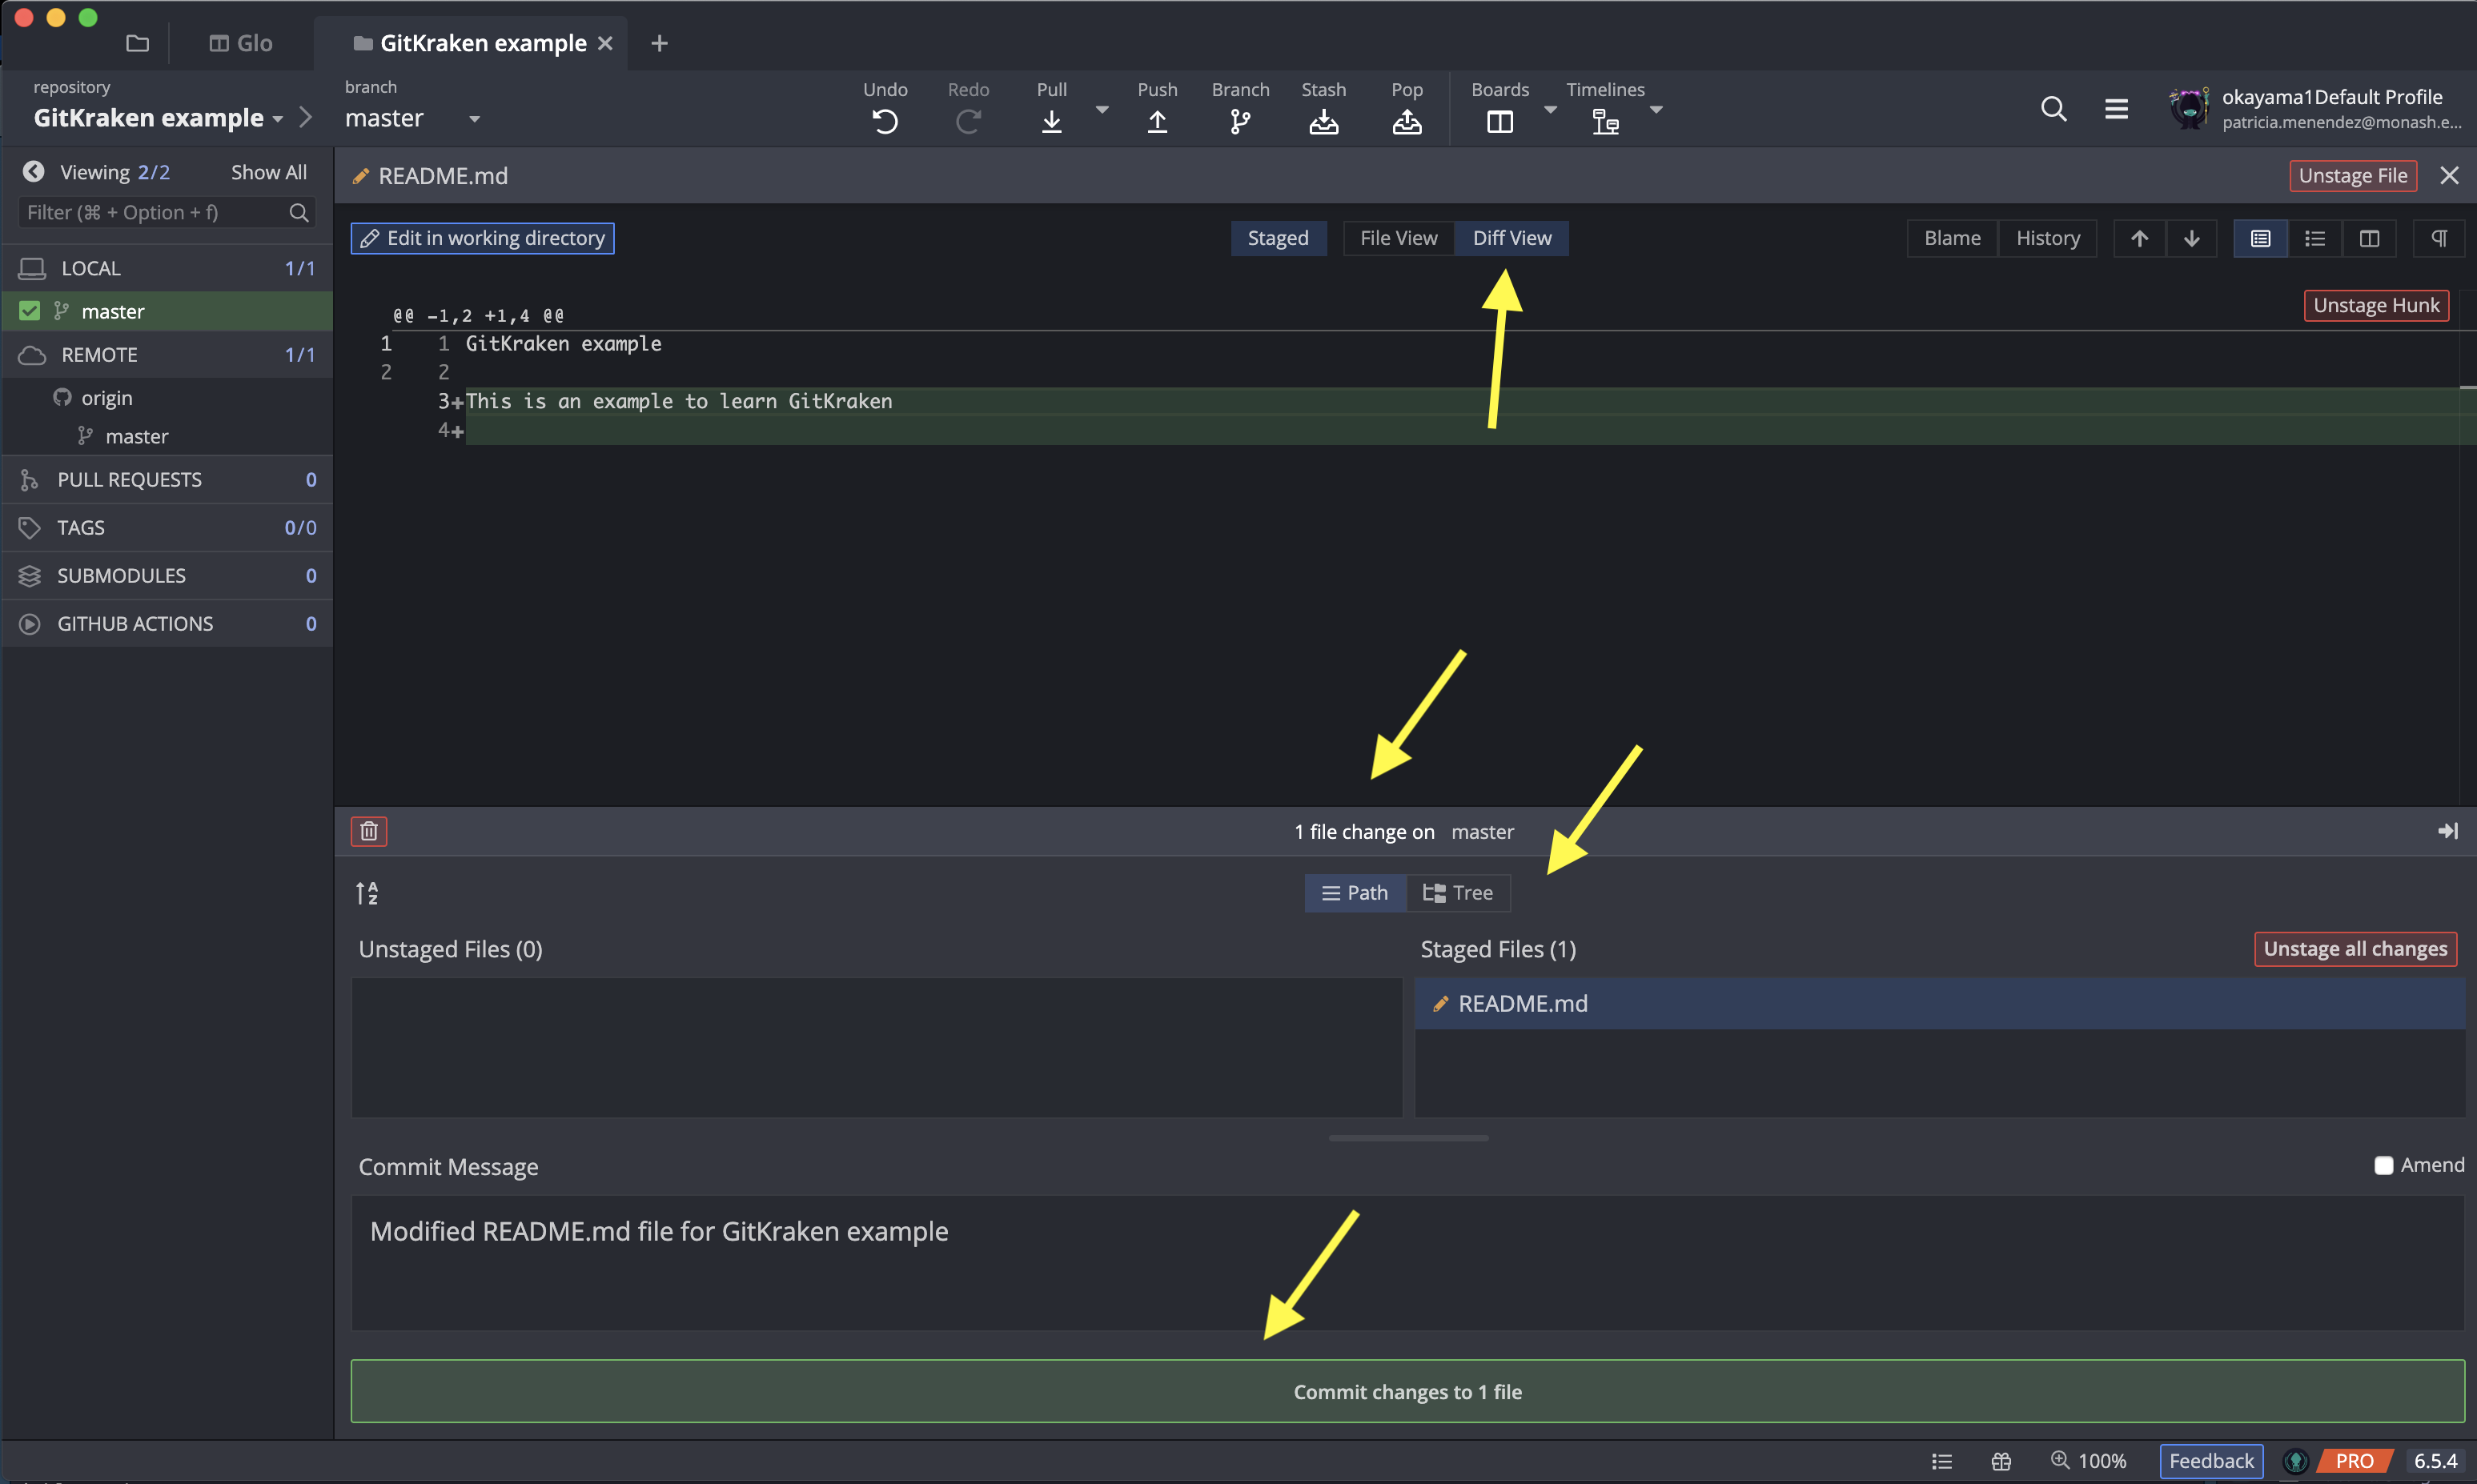 Glo
GitKraken example
repository
GitKraken example
branch
master
Undo
Redo
Pull
Push
Branch
Stash
Pop
Boards
Timelines
okayama1Default Profile
patricia.menendez@monash.e...
Viewing 2/2
Show All
Filter (⌘ + Option + f)
LOCAL 1/1
master
REMOTE 1/1
origin
master
PULL REQUESTS 0
TAGS 0/0
SUBMODULES 0
GITHUB ACTIONS 0
README.md
Unstage File
Edit in working directory
Staged
File View
Diff View
Blame
History
Unstage Hunk
@@ -1,2 +1,4 @@
1 1 GitKraken example
2 2
3+This is an example to learn GitKraken
4+
1 file change on master
A
Z
Path
Tree
Unstaged Files (0)
Staged Files (1)
Unstage all changes
README.md
Commit Message
Amend
Modified README.md file for GitKraken example
Commit changes to 1 file
100%
Feedback
PRO
6.5.4